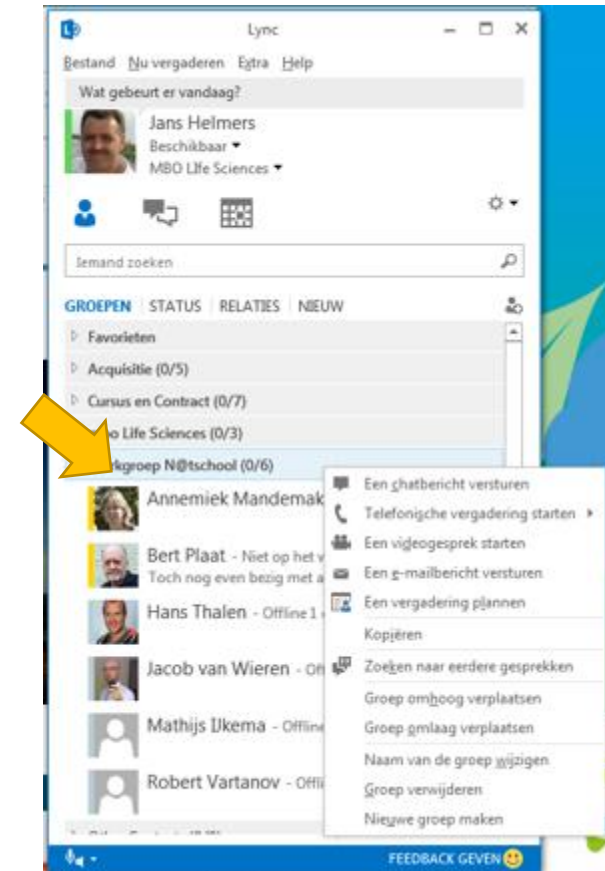 Lync
Bestand Nu vergaderen Extra Help
Wat gebeurt er vandaag?
Jans Helmers
Beschikbaar
MBO LIfe Sciences
Iemand zoeken
GROEPEN STATUS RELATIES NIEUW
Favorieten
Acquisitie (0/5)
Cursus en Contract (0/7)
Life Sciences (0/3)
N@tschool (0/6)
Annemiek
Bert Plaat - Niet op het
Toch nog even bezig met
Hans Thalen - Offline 1
Jacob van Wieren -
Mathijs IJkema - Offline
Robert Vartanov -
Een chatbericht versturen
Telefonische vergadering starten
Een videogesprek starten
Een e-mailbericht versturen
Een vergadering plannen
Kopiëren
Zoeken naar eerdere gesprekken
Groep omhoog verplaatsen
Groep omlaag verplaatsen
Naam van de groep wijzigen
Groep verwijderen
Nieuwe groep maken
FEEDBACK GEVEN